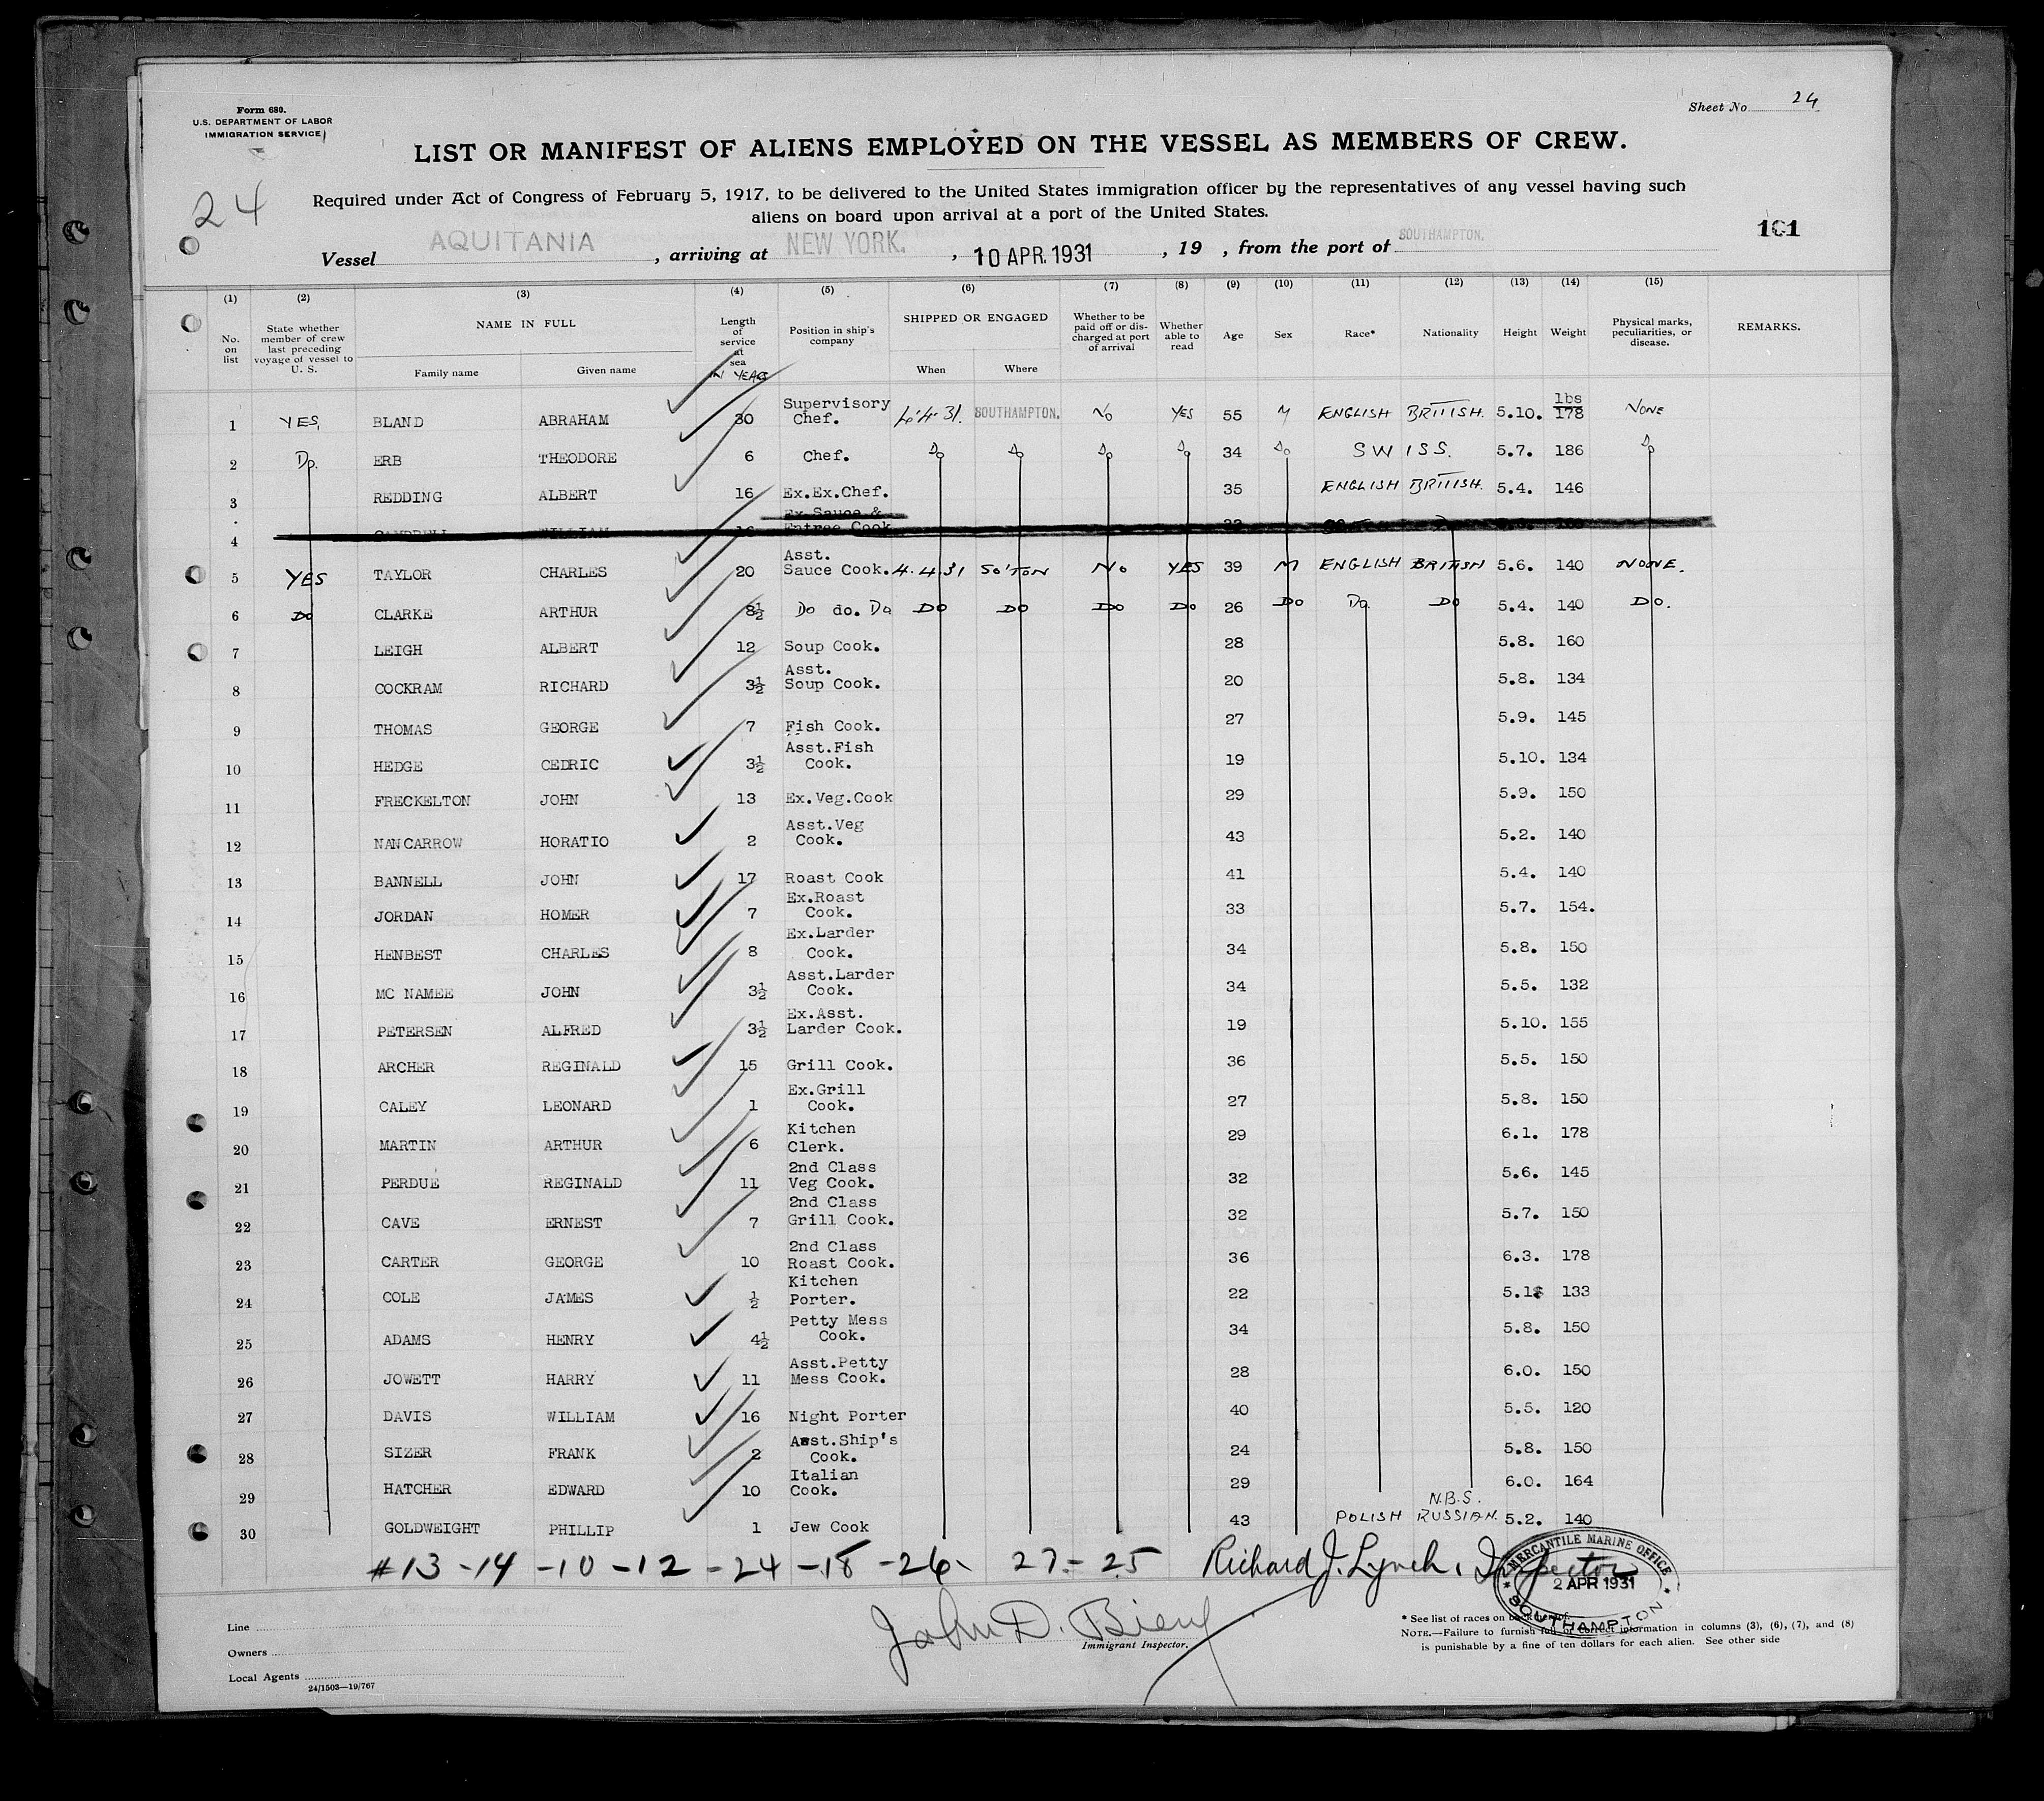 Form 680.
U.S. DEPARTMENT OF LABOR
IMMIGRATION SERVICE
Sheet No. 24
LIST OR MANIFEST OF ALIENS EMPLOYED ON THE VESSEL AS MEMBERS OF CREW.
24
Required under Act of Congress of February 5, 1917, to be delivered to the United States immigration officer by the representatives of any vessel having such
aliens on board upon arrival at a port of the United States.
101
Vessel AQUITANIA, arriving at NEW YORK., 10 APR. 1931, 19 , from the port of SOUTHAMPTON.
(1) (2) (3) (4) (5) (6) (7) (8) (9) (10) (11) (12) (13) (14) (15)
No. on list State whether member of crew last preceding voyage of vessel to U. S. NAME IN FULL Family name Given name Length of service at sea IN YEARS Position in ship's company SHIPPED OR ENGAGED When Where Whether to be paid off or discharged at port of arrival Whether able to read Age Sex Race* Nationality Height Weight Physical marks, peculiarities, or disease. REMARKS.
1 YES, BLAND ABRAHAM 30 Supervisory Chef. 4.4.31. SOUTHAMPTON. No YES 55 M ENGLISH BRITISH. 5.10. lbs 178 NONE
2 Do. ERB THEODORE 6 Chef. Do Do Do Do 34 Do SWISS. 5.7. 186 Do
3 REDDING ALBERT 16 Ex.Ex.Chef. 35 ENGLISH BRITISH. 5.4. 146
4 WILLIAM 16 Ex Sauce & Entree Cook
5 YES TAYLOR CHARLES 20 Asst. Sauce Cook. 4.4.31 SO'TON No YES 39 M ENGLISH BRITISH 5.6. 140 NONE.
6 DO CLARKE ARTHUR 8½ Do do. Do DO DO DO DO 26 DO Do. DO 5.4. 140 DO.
7 LEIGH ALBERT 12 Soup Cook. 28 5.8. 160
8 COCKRAM RICHARD 3½ Asst. Soup Cook. 20 5.8. 134
9 THOMAS GEORGE 7 Fish Cook. 27 5.9. 145
10 HEDGE CEDRIC 3½ Asst.Fish Cook. 19 5.10. 134
11 FRECKELTON JOHN 13 Ex.Veg.Cook 29 5.9. 150
12 NANCARROW HORATIO 2 Asst.Veg Cook. 43 5.2. 140
13 BANNELL JOHN 17 Roast Cook 41 5.4. 140
14 JORDAN HOMER 7 Ex.Roast Cook. 33 5.7. 154.
15 HENBEST CHARLES 8 Ex.Larder Cook. 34 5.8. 150
16 MC NAMEE JOHN 3½ Asst.Larder Cook. 34 5.5. 132
17 PETERSEN ALFRED 3½ Ex.Asst. Larder Cook. 19 5.10. 155
18 ARCHER REGINALD 15 Grill Cook. 36 5.5. 150
19 CALEY LEONARD 1 Ex.Grill Cook. 27 5.8. 150
20 MARTIN ARTHUR 6 Kitchen Clerk. 29 6.1. 178
21 PERDUE REGINALD 11 2nd Class Veg Cook. 32 5.6. 145
22 CAVE ERNEST 7 2nd Class Grill Cook. 32 5.7. 150
23 CARTER GEORGE 10 2nd Class Roast Cook. 36 6.3. 178
24 COLE JAMES ½ Kitchen Porter. 22 133
25 ADAMS HENRY 4½ Petty Mess Cook. 34 5.8. 150
26 JOWETT HARRY 11 Asst.Petty Mess Cook. 28 6.0. 150
27 DAVIS WILLIAM 16 Night Porter 40 5.5. 120
28 SIZER FRANK 2 Asst.Ship's Cook. 24 5.8. 150
29 HATCHER EDWARD 10 Italian Cook. 29 6.0. 164
30 GOLDWEIGHT PHILLIP 1 Jew Cook 43 POLISH N.B.S. RUSSIAN. 5.2. 140
#13 -14 -10 -12 -24 -18 -26. 27- 25 Richard J. Lynch, Inspector
MERCANTILE MARINE OFFICE
2 APR 1931
SOUTHAMPTON
John D.
Immigrant Inspector.
Line
Owners
Local Agents
24/1503—19/767
* See list of races on back hereof.
NOTE.—Failure to furnish full or correct information in columns (3), (6), (7), and (8)
is punishable by a fine of ten dollars for each alien. See other side